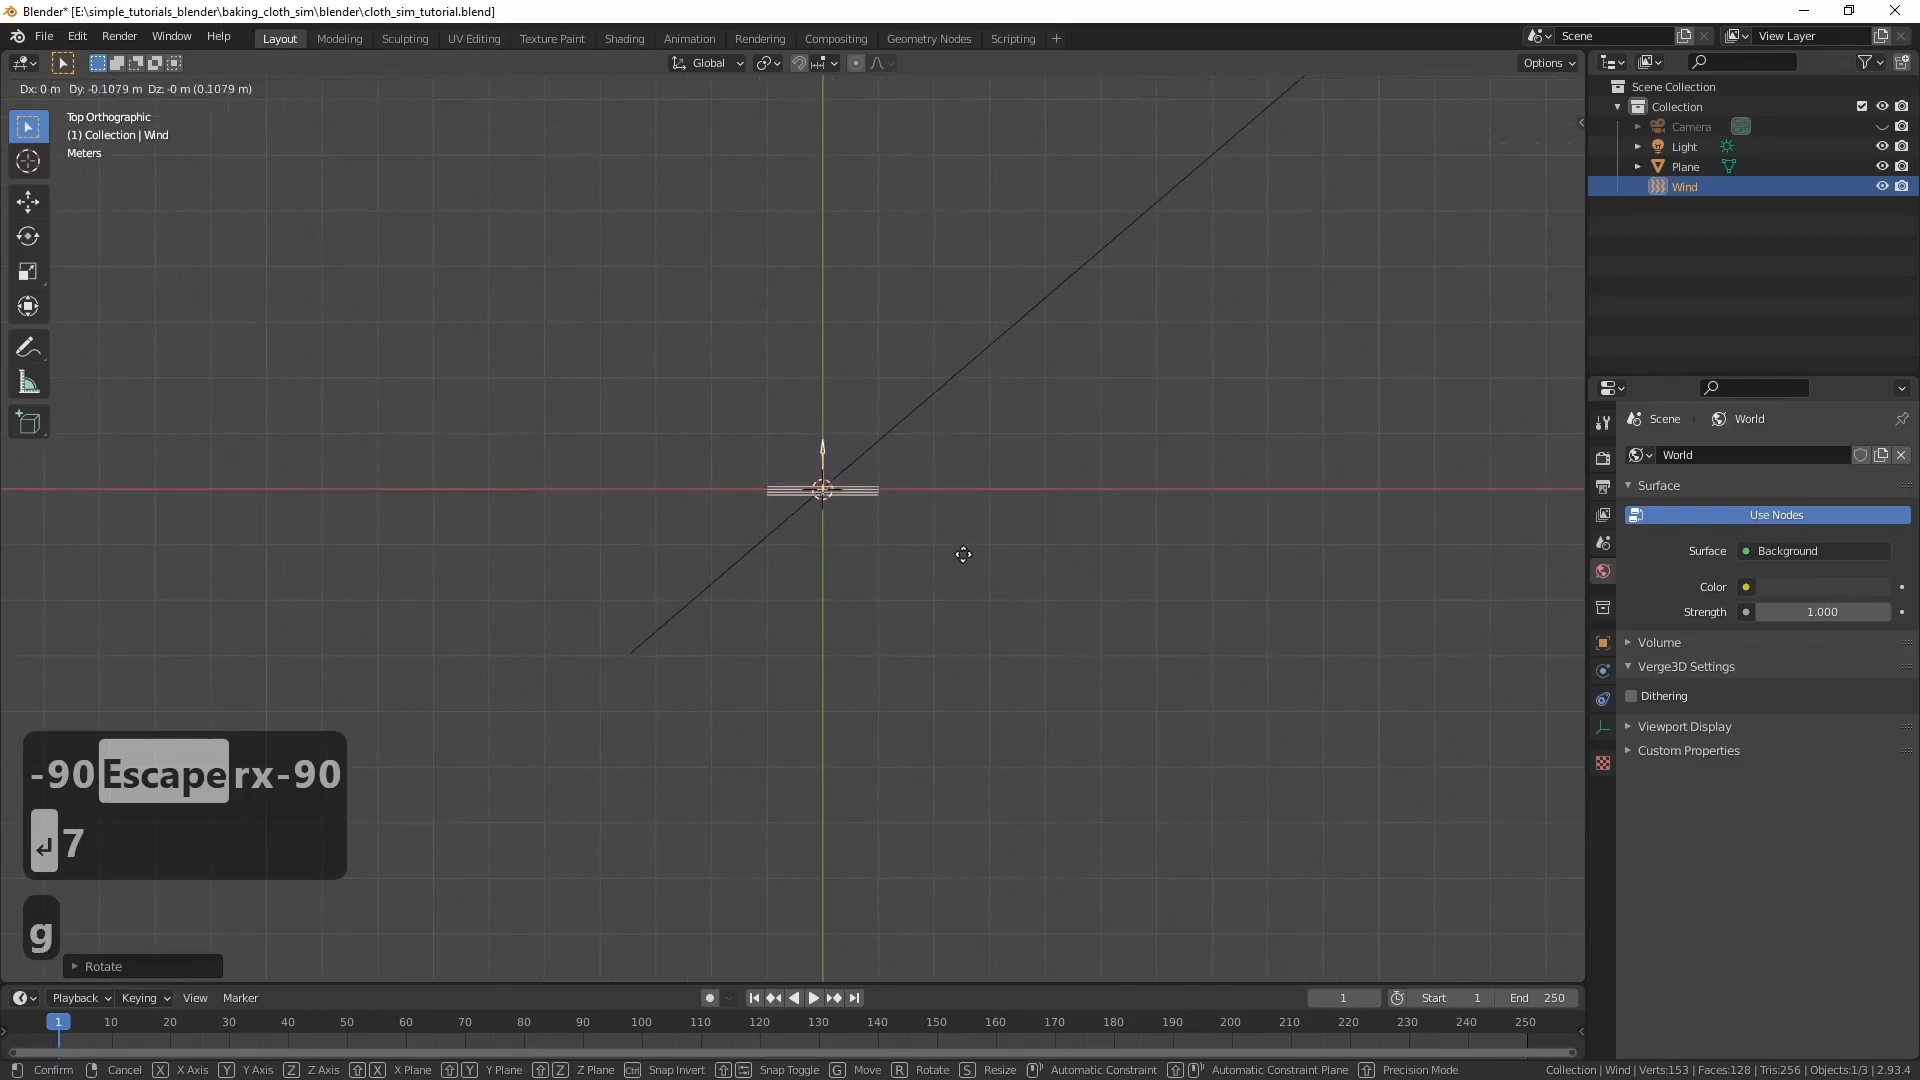 Blender* [E:\simple_tutorials_blender\baking_cloth_sim\blender\cloth_sim_tutorial.blend]
File Edit Render Window Help Layout Modeling Sculpting UV Editing Texture Paint Shading Animation Rendering Compositing Geometry Nodes Scripting + Scene View Layer
Global Options
Dx: 0 m Dy: -0.1079 m Dz: -0 m (0.1079 m)
Top Orthographic
(1) Collection | Wind
Meters
Scene Collection
Collection
Camera
Light
Plane
Wind
Scene > World
World
Surface
Use Nodes
Surface Background
Color
Strength 1.000
Volume
Verge3D Settings
Dithering
Viewport Display
Custom Properties
-90 Escape rx-90
↲ 7
g
Rotate
Playback Keying View Marker 1 Start 1 End 250
1 10 20 30 40 50 60 70 80 90 100 110 120 130 140 150 160 170 180 190 200 210 220 230 240 250
Confirm Cancel X X Axis Y Y Axis Z Z Axis X X Plane Y Y Plane Z Z Plane Ctrl Snap Invert Snap Toggle G Move R Rotate S Resize Automatic Constraint Automatic Constraint Plane Precision Mode Collection | Wind | Verts:153 | Faces:128 | Tris:256 | Objects:1/3 | 2.93.4